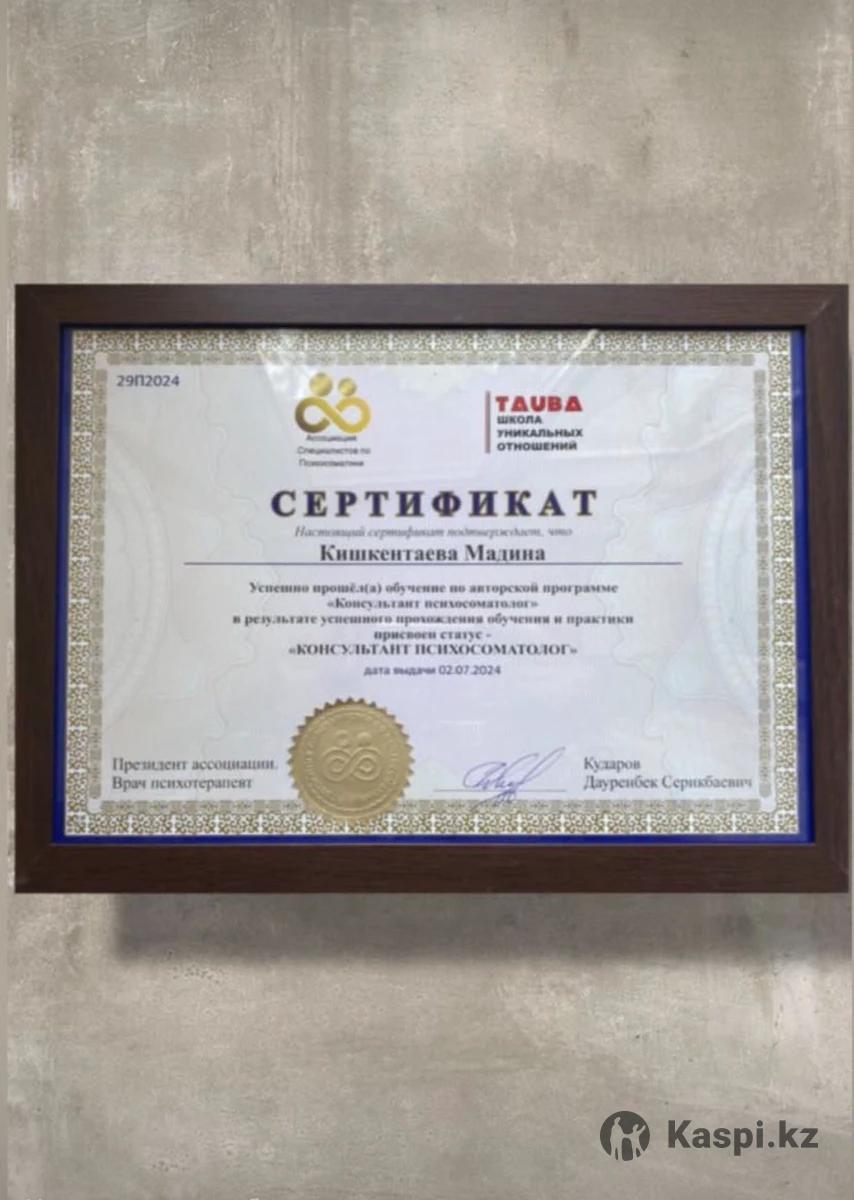 29П2024
Ассоциация
Специалистов по
Психосоматики
TAUBA
ШКОЛА
УНИКАЛЬНЫХ
ОТНОШЕНИЙ
СЕРТИФИКАТ
Настоящий сертификат подтверждает, что
Кишкентаева Мадина
Успешно прошёл(а) обучение по авторской программе
«Консультант психосоматолог»
в результате успешного прохождения обучения и практики
присвоен статус -
«КОНСУЛЬТАНТ ПСИХОСОМАТОЛОГ»
дата выдачи 02.07.2024
Президент ассоциации.
Врач психотерапевт
Кударов
Дауренбек Серикбаевич
Kaspi.kz